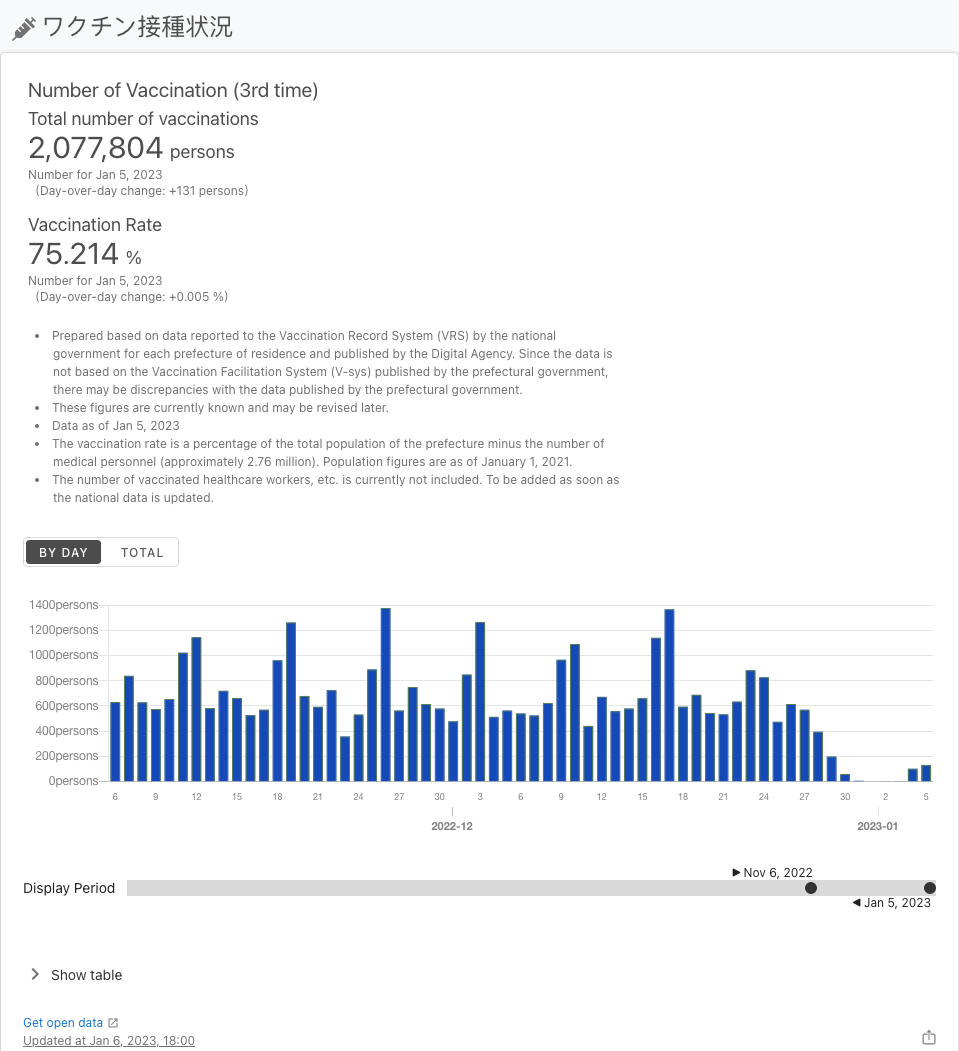 ワクチン接種状況
Number of Vaccination (3rd time)
Total number of vaccinations
2,077,804 persons
Number for Jan 5, 2023
(Day-over-day change: +131 persons)
Vaccination Rate
75.214 %
Number for Jan 5, 2023
(Day-over-day change: +0.005 %)
• Prepared based on data reported to the Vaccination Record System (VRS) by the national
government for each prefecture of residence and published by the Digital Agency. Since the data is
not based on the Vaccination Facilitation System (V-sys) published by the prefectural government,
there may be discrepancies with the data published by the prefectural government.
• These figures are currently known and may be revised later.
• Data as of Jan 5, 2023
• The vaccination rate is a percentage of the total population of the prefecture minus the number of
medical personnel (approximately 2.76 million). Population figures are as of January 1, 2021.
• The number of vaccinated healthcare workers, etc. is currently not included. To be added as soon as
the national data is updated.
BY DAY TOTAL
1400persons
1200persons
1000persons
800persons
600persons
400persons
200persons
0persons
6 9 12 15 18 21 24 27 30 3 6 9 12 15 18 21 24 27 30 2 5
2022-12 2023-01
Nov 6, 2022
Display Period
Jan 5, 2023
Show table
Get open data
Updated at Jan 6, 2023, 18:00